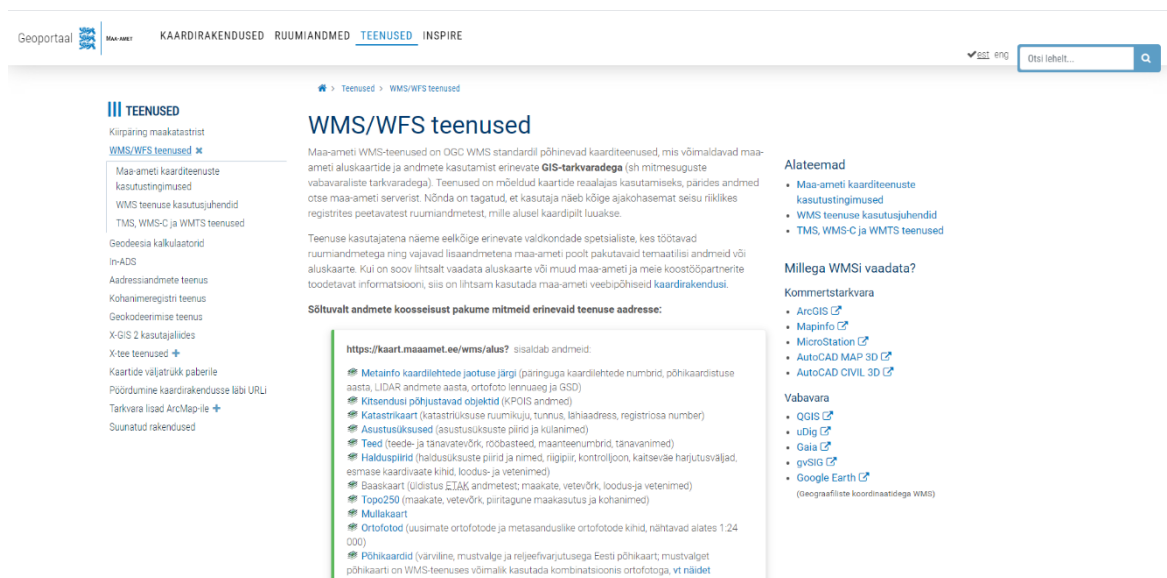 Geoportaal MAA-AMET KAARDIRAKENDUSED RUUMIANDMED TEENUSED INSPIRE
est eng Otsi lehelt...
Teenused > WMS/WFS teenused
TEENUSED
Kiirpäring maakatastrist
WMS/WFS teenused
Maa-ameti kaarditeenuste
kasutustingimused
WMS teenuse kasutusjuhendid
TMS, WMS-C ja WMTS teenused
Geodeesia kalkulaatorid
In-ADS
Aadressiandmete teenus
Kohanimeregistri teenus
Geokodeerimise teenus
X-GIS 2 kasutajaliides
X-tee teenused +
Kaartide väljatrükk paberile
Pöördumine kaardirakendusse läbi URLi
Tarkvara lisad ArcMap-ile +
Suunatud rakendused
WMS/WFS teenused
Maa-ameti WMS-teenused on OGC WMS standardil põhinevad kaarditeenused, mis võimaldavad maa-
ameti aluskaartide ja andmete kasutamist erinevate GIS-tarkvaradega (sh mitmesuguste
vabavaraliste tarkvaradega). Teenused on mõeldud kaartide reaalajas kasutamiseks, pärides andmed
otse maa-ameti serverist. Nõnda on tagatud, et kasutaja näeb kõige ajakohasemat seisu riiklikes
registrites peetavatest ruumiandmetest, mille alusel kaardipilt luuakse.
Teenuse kasutajatena näeme eelkõige erinevate valdkondade spetsialiste, kes töötavad
ruumiandmetega ning vajavad lisaandmetena maa-ameti poolt pakutavaid temaatilisi andmeid või
aluskaarte. Kui on soov lihtsalt vaadata aluskaarte või muud maa-ameti ja meie koostööpartnerite
toodetavat informatsiooni, siis on lihtsam kasutada maa-ameti veebipõhiseid kaardirakendusi.
Sõltuvalt andmete koosseisust pakume mitmeid erinevaid teenuse aadresse:
https://kaart.maaamet.ee/wms/alus? sisaldab andmeid:
Metainfo kaardilehtede jaotuse järgi (päringuga kaardilehtede numbrid, põhikaardistuse
aasta, LIDAR andmete aasta, ortofoto lennuaeg ja GSD)
Kitsendusi põhjustavad objektid (KPOIS andmed)
Katastrikaart (katastriüksuse ruumikuju, tunnus, lähiaadress, registriosa number)
Asustusüksused (asustusüksuste piirid ja külanimed)
Teed (teede- ja tänavatevõrk, rööbasteed, maanteenumbrid, tänavanimed)
Halduspiirid (haldusüksuste piirid ja nimed, riigipiir, kontrolljoon, kaitseväe harjutusväljad,
esmase kaardivaate kihid, loodus- ja vetenimed)
Baaskaart (üldistus ETAK andmetest; maakate, vetevõrk, loodus-ja vetenimed)
Topo250 (maakate, vetevõrk, piiritagune maakasutus ja kohanimed)
Mullakaart
Ortofotod (uusimate ortofotode ja metsanduslike ortofotode kihid, nähtavad alates 1:24
000)
Põhikaardid (värviline, mustvalge ja reljeefivarjutusega Eesti põhikaart; mustvalget
põhikaarti on WMS-teenuses võimalik kasutada kombinatsioonis ortofotoga, vt näidet
Alateemad
Maa-ameti kaarditeenuste
kasutustingimused
WMS teenuse kasutusjuhendid
TMS, WMS-C ja WMTS teenused
Millega WMSi vaadata?
Kommertstarkvara
ArcGIS
Mapinfo
MicroStation
AutoCAD MAP 3D
AutoCAD CIVIL 3D
Vabavara
QGIS
uDig
Gaia
gvSIG
Google Earth
(Geograafiliste koordinaatidega WMS)